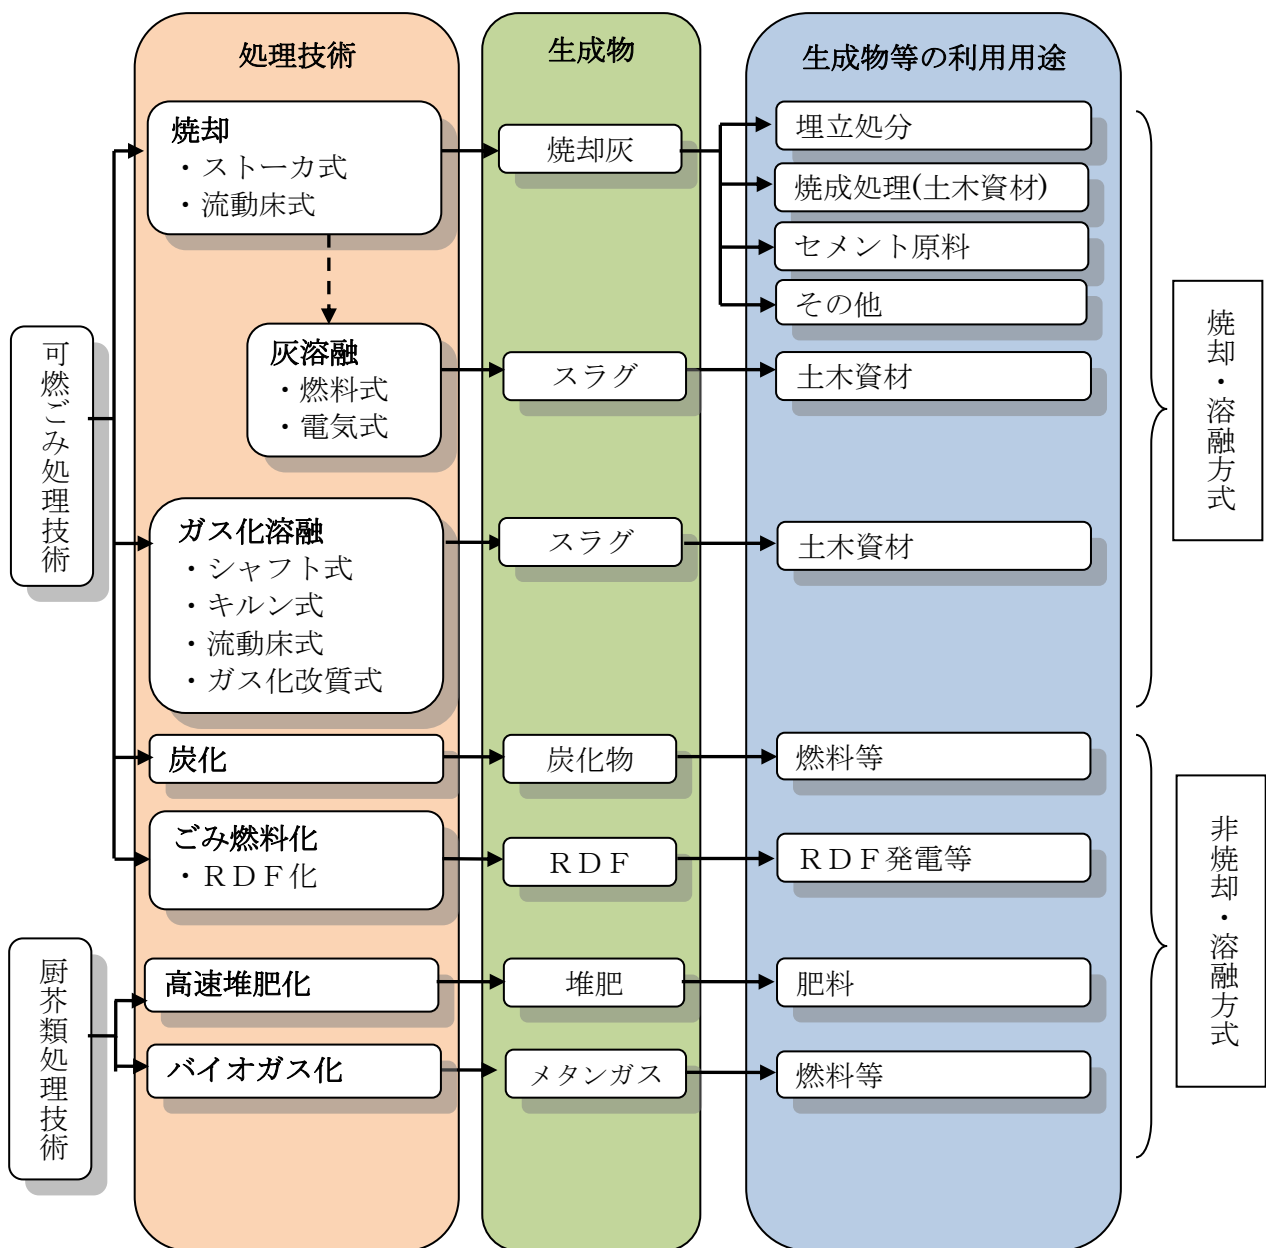 処理技術
生成物
生成物等の利用用途
焼却
・ストーカ式
・流動床式
焼却灰
埋立処分
焼成処理(土木資材)
セメント原料
その他
灰溶融
・燃料式
・電気式
スラグ
土木資材
可燃ごみ処理技術
焼却・溶融方式
ガス化溶融
・シャフト式
・キルン式
・流動床式
・ガス化改質式
スラグ
土木資材
炭化
炭化物
燃料等
ごみ燃料化
・ＲＤＦ化
ＲＤＦ
ＲＤＦ発電等
非焼却・溶融方式
厨芥類処理技術
高速堆肥化
堆肥
肥料
バイオガス化
メタンガス
燃料等